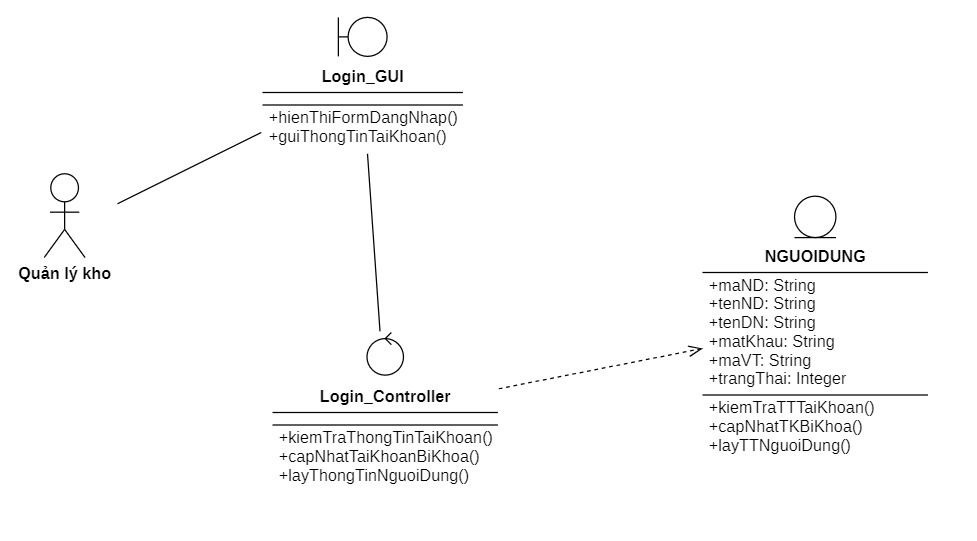 Login_GUI
+hienThiFormDangNhap()
+guiThongTinTaiKhoan()
Quản lý kho
Login_Controller
+kiemTraThongTinTaiKhoan()
+capNhatTaiKhoanBiKhoa()
+layThongTinNguoiDung()
NGUOIDUNG
+maND: String
+tenND: String
+tenDN: String
+matKhau: String
+maVT: String
+trangThai: Integer
+kiemTraTTTaiKhoan()
+capNhatTKBiKhoa()
+layTTNguoiDung()